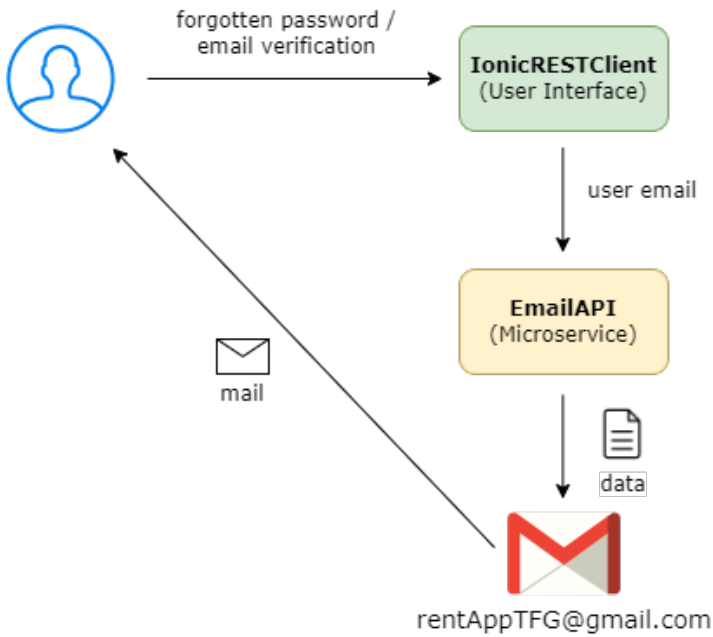 forgotten password /
email verification
IonicRESTClient
(User Interface)
user email
EmailAPI
(Microservice)
mail
data
rentAppTFG@gmail.com